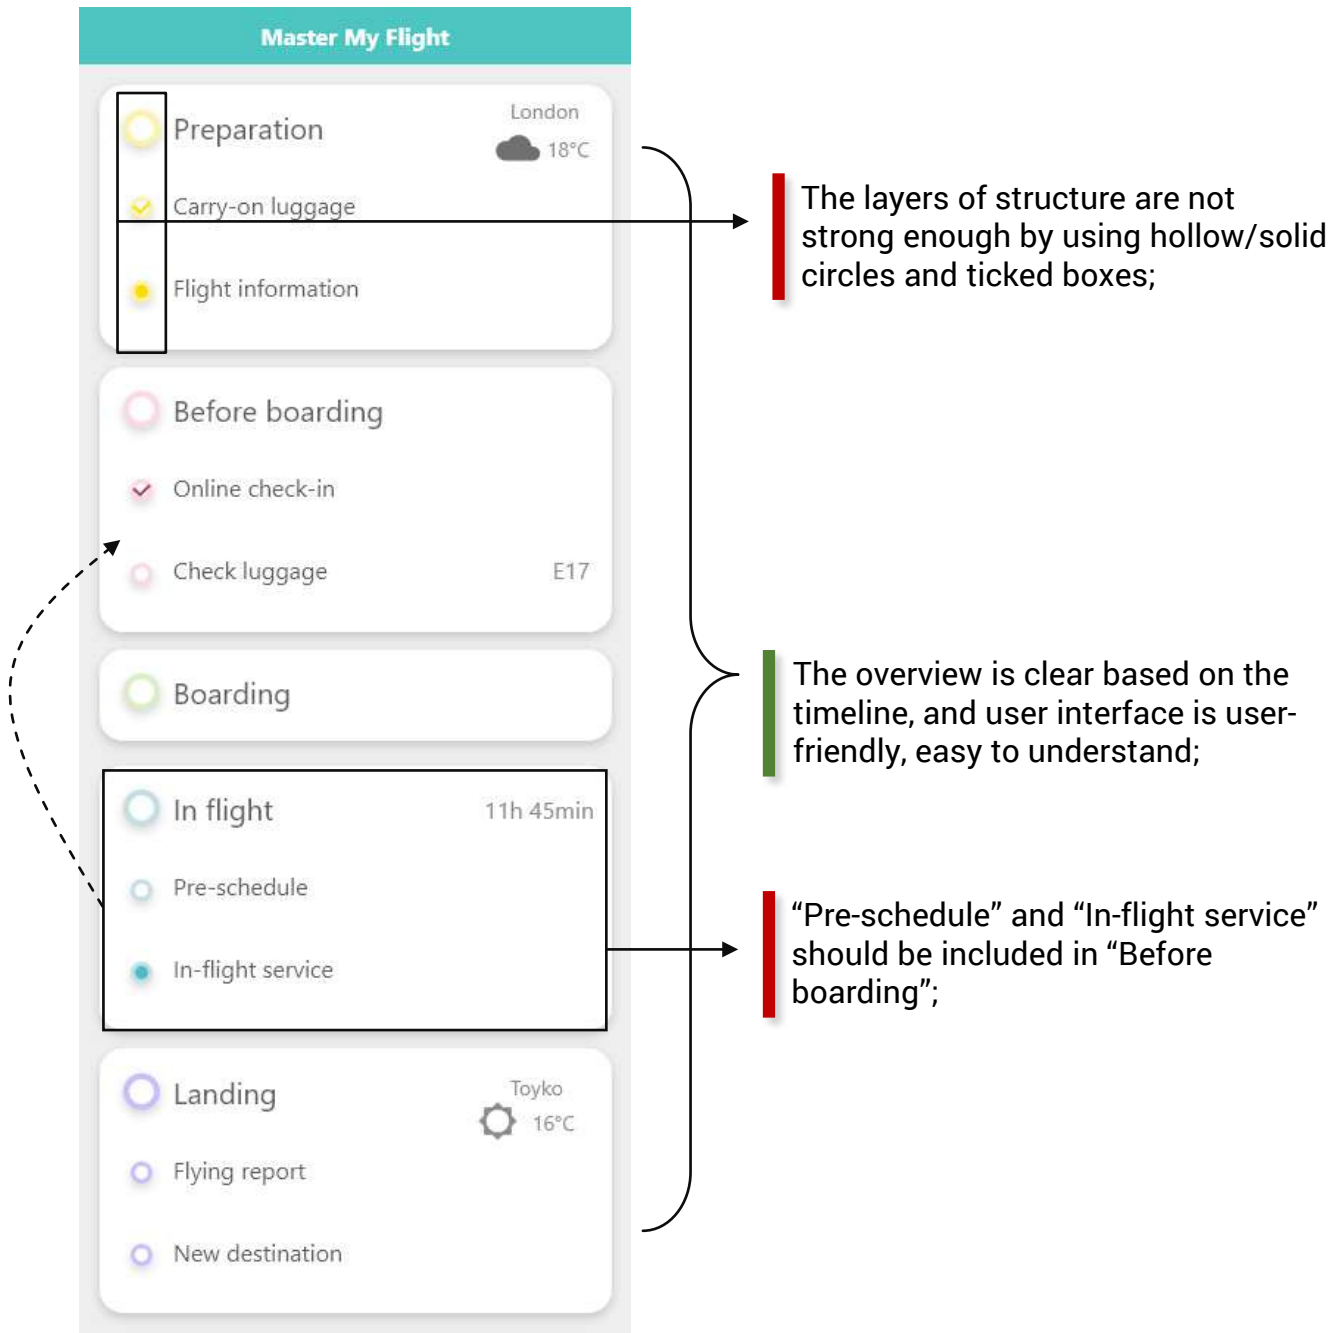 Master My Flight
Preparation
London
18°C
Carry-on luggage
Flight information
Before boarding
Online check-in
Check luggage
E17
Boarding
In flight
11h 45min
Pre-schedule
In-flight service
Landing
Toyko
16°C
Flying report
New destination
The layers of structure are not
strong enough by using hollow/solid
circles and ticked boxes;
The overview is clear based on the
timeline, and user interface is user-
friendly, easy to understand;
“Pre-schedule” and “In-flight service”
should be included in “Before
boarding”;